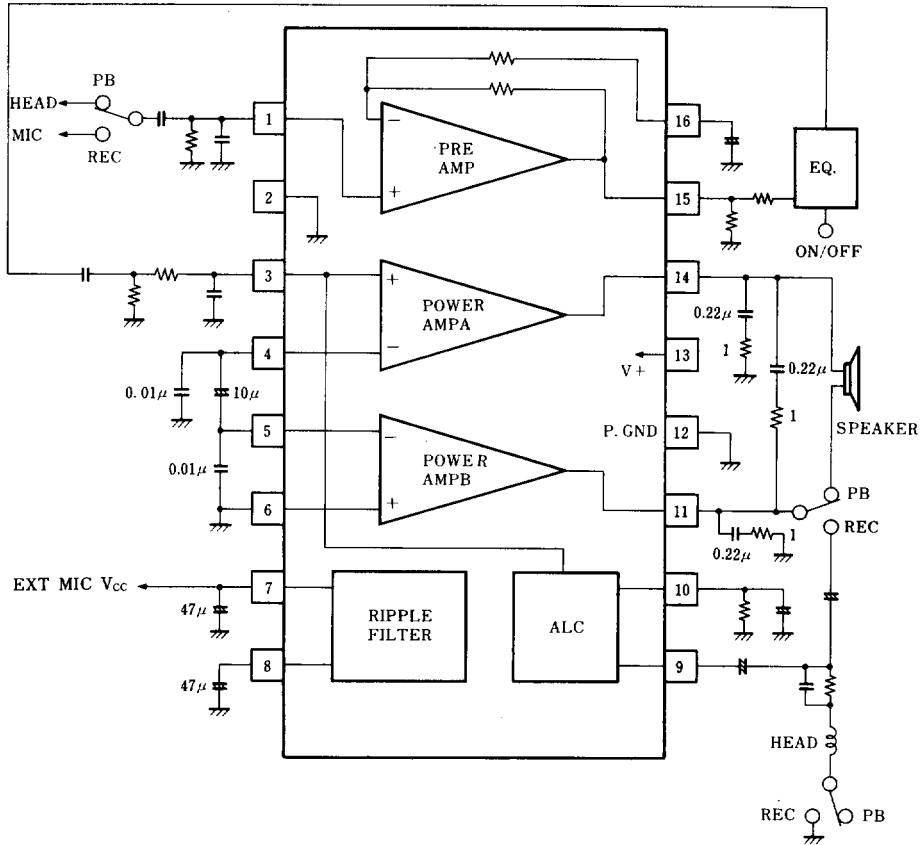 PB
HEAD
MIC
REC
1
2
3
4
5
6
7
8
16
15
14
13
12
11
10
9
−
PRE
AMP
+
EQ.
ON/OFF
+
POWER
AMPA
−
V+
P.GND
−
POWER
AMPB
+
0.01μ
10μ
0.01μ
0.22μ
1
0.22μ
1
SPEAKER
PB
REC
0.22μ
1
EXT MIC VCC
47μ
47μ
RIPPLE
FILTER
ALC
HEAD
REC
PB